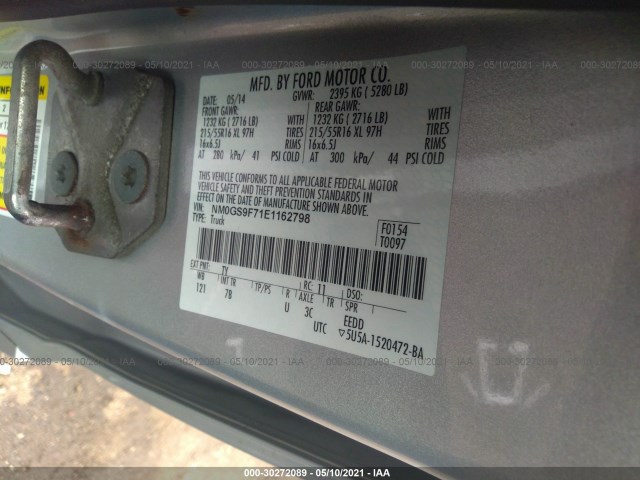 000-30272089 - 05/10/2021 - IAA
000-30272089 - 05/10/2021 - IAA
000-30272089 - 05/10/2021 - IAA
MFD. BY FORD MOTOR CO.
DATE: 05/14 GVWR: 2395 KG ( 5280 LB)
FRONT GAWR: REAR GAWR:
1232 KG (2716 LB) WITH 1232 KG ( 2716 LB) WITH
215/55R16 XL 97H TIRES 215/55R16 XL 97H TIRES
16x6.5J RIMS 16x6.5J RIMS
AT 280 kPa/ 41 PSI COLD AT 300 kPa/ 44 PSI COLD
THIS VEHICLE CONFORMS TO ALL APPLICABLE FEDERAL MOTOR
VEHICLE SAFETY AND THEFT PREVENTION STANDARDS IN
EFFECT ON THE DATE OF MANUFACTURE SHOWN ABOVE.
VIN: NM0GS9F71E1162798
TYPE: Truck
F0154
T0097
EXT PNT: TY RC: 11 DSO:
WB INT TR TP/PS R AXLE TR SPR
121 7B U 3C EEDD
UTC ▽5U5A-1520472-BA
000-30272089 - 05/10/2021 - IAA